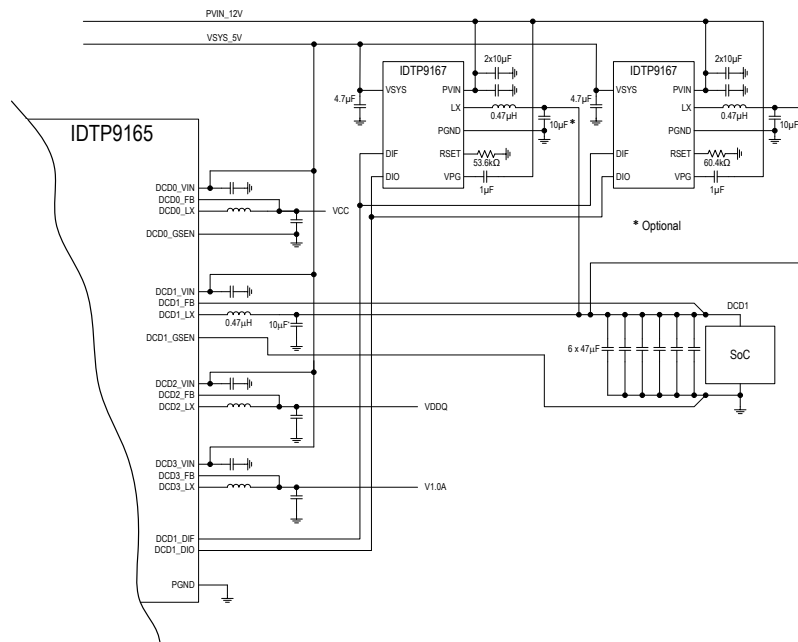 PVIN_12V
VSYS_5V
IDTP9167
VSYS
PVIN
LX
PGND
DIF
RSET
DIO
VPG
4.7µF
2x10µF
0.47µH
10µF *
53.6kΩ
1µF
IDTP9167
VSYS
PVIN
LX
PGND
DIF
RSET
DIO
VPG
4.7µF
2x10µF
0.47µH
10µF *
60.4kΩ
1µF
* Optional
IDTP9165
DCD0_VIN
DCD0_FB
DCD0_LX
VCC
DCD0_GSEN
DCD1_VIN
DCD1_FB
DCD1_LX
0.47µH
10µF*
DCD1_GSEN
DCD1
6 x 47µF
SoC
DCD2_VIN
DCD2_FB
DCD2_LX
VDDQ
DCD3_VIN
DCD3_FB
DCD3_LX
V1.0A
DCD1_DIF
DCD1_DIO
PGND